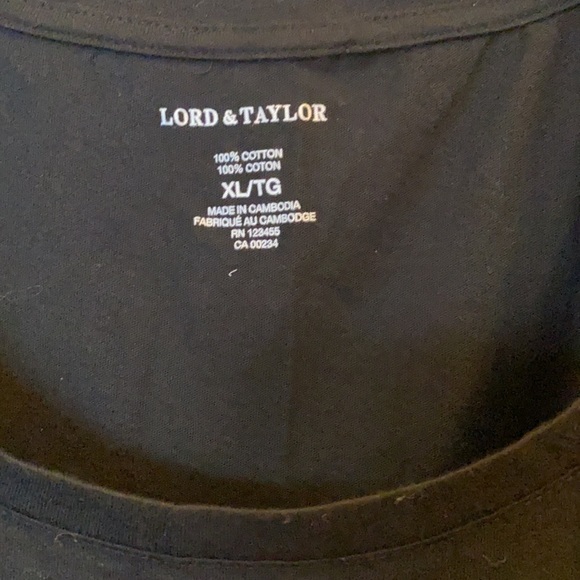 LORD & TAYLOR
100% COTTON
100% COTON
XL/TG
MADE IN CAMBODIA
FABRIQUÉ AU CAMBODGE
RN 123455
CA 00234